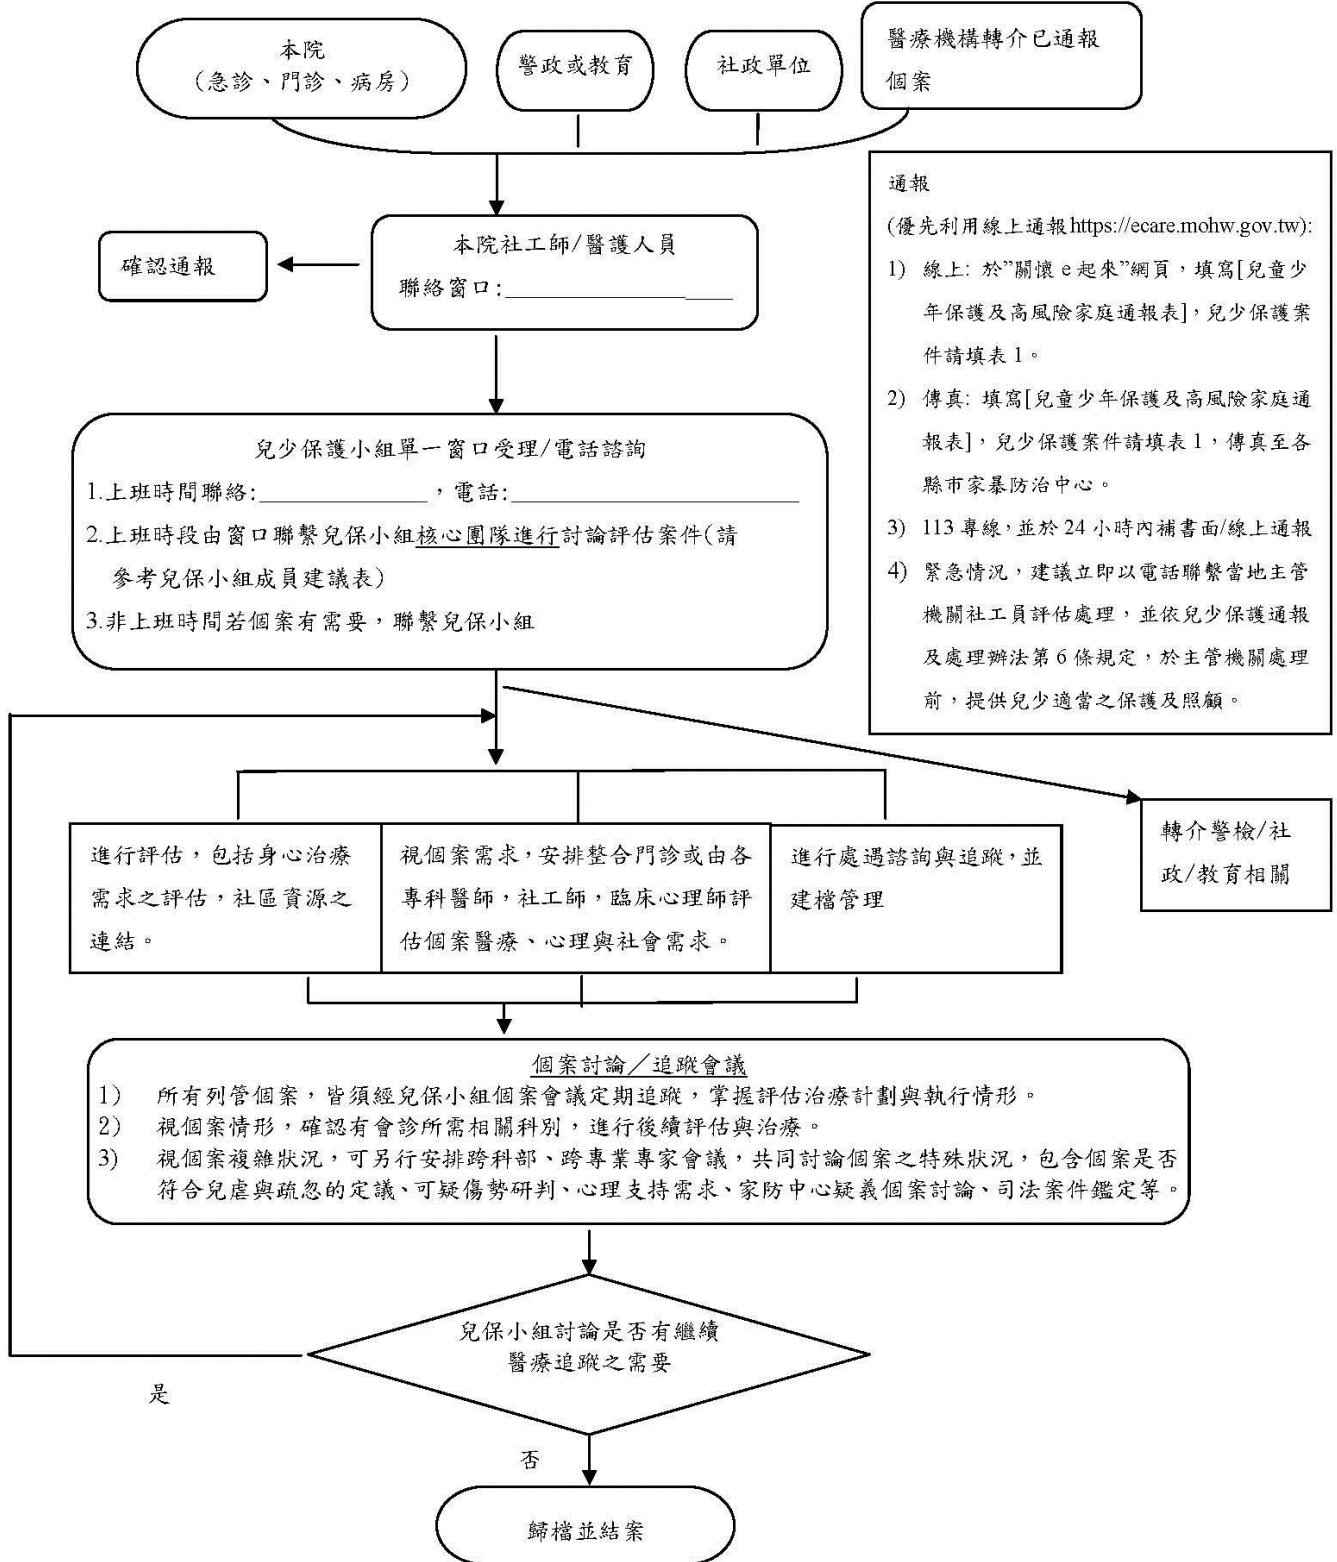 本院
(急診、門診、病房)
警政或教育
社政單位
醫療機構轉介已通報
個案
通報
(優先利用線上通報https://ecare.mohw.gov.tw):
1) 線上: 於”關懷 e 起來”網頁，填寫[兒童少
年保護及高風險家庭通報表]，兒少保護案
件請填表 1。
2) 傳真: 填寫[兒童少年保護及高風險家庭通
報表]，兒少保護案件請填表 1，傳真至各
縣市家暴防治中心。
3) 113 專線，並於 24 小時內補書面/線上通報
4) 緊急情況，建議立即以電話聯繫當地主管
機關社工員評估處理，並依兒少保護通報
及處理辦法第 6 條規定，於主管機關處理
前，提供兒少適當之保護及照顧。
確認通報
本院社工師/醫護人員
聯絡窗口:____________________
兒少保護小組單一窗口受理/電話諮詢
1.上班時間聯絡:_______________，電話:_________________________
2.上班時段由窗口聯繫兒保小組核心團隊進行討論評估案件(請
參考兒保小組成員建議表)
3.非上班時間若個案有需要，聯繫兒保小組
轉介警檢/社
政/教育相關
進行評估，包括身心治療
需求之評估，社區資源之
連結。
視個案需求，安排整合門診或由各
專科醫師，社工師，臨床心理師評
估個案醫療、心理與社會需求。
進行處遇諮詢與追蹤，並
建檔管理
個案討論／追蹤會議
1) 所有列管個案，皆須經兒保小組個案會議定期追蹤，掌握評估治療計劃與執行情形。
2) 視個案情形，確認有會診所需相關科別，進行後續評估與治療。
3) 視個案複雜狀況，可另行安排跨科部、跨專業專家會議，共同討論個案之特殊狀況，包含個案是否
符合兒虐與疏忽的定義、可疑傷勢研判、心理支持需求、家防中心疑義個案討論、司法案件鑑定等。
兒保小組討論是否有繼續
醫療追蹤之需要
是
否
歸檔並結案